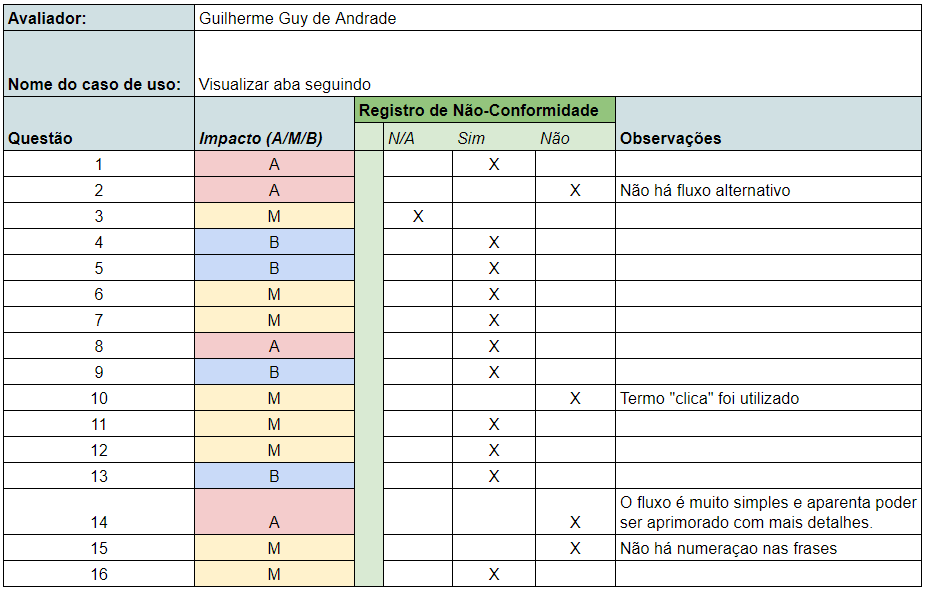 Avaliador: Guilherme Guy de Andrade
Nome do caso de uso: Visualizar aba seguindo
Registro de Não-Conformidade
Questão Impacto (A/M/B) N/A Sim Não Observações
1 A X
2 A X Não há fluxo alternativo
3 M X
4 B X
5 B X
6 M X
7 M X
8 A X
9 B X
10 M X Termo "clica" foi utilizado
11 M X
12 M X
13 B X
O fluxo é muito simples e aparenta poder
14 A X ser aprimorado com mais detalhes.
15 M X Não há numeraçao nas frases
16 M X